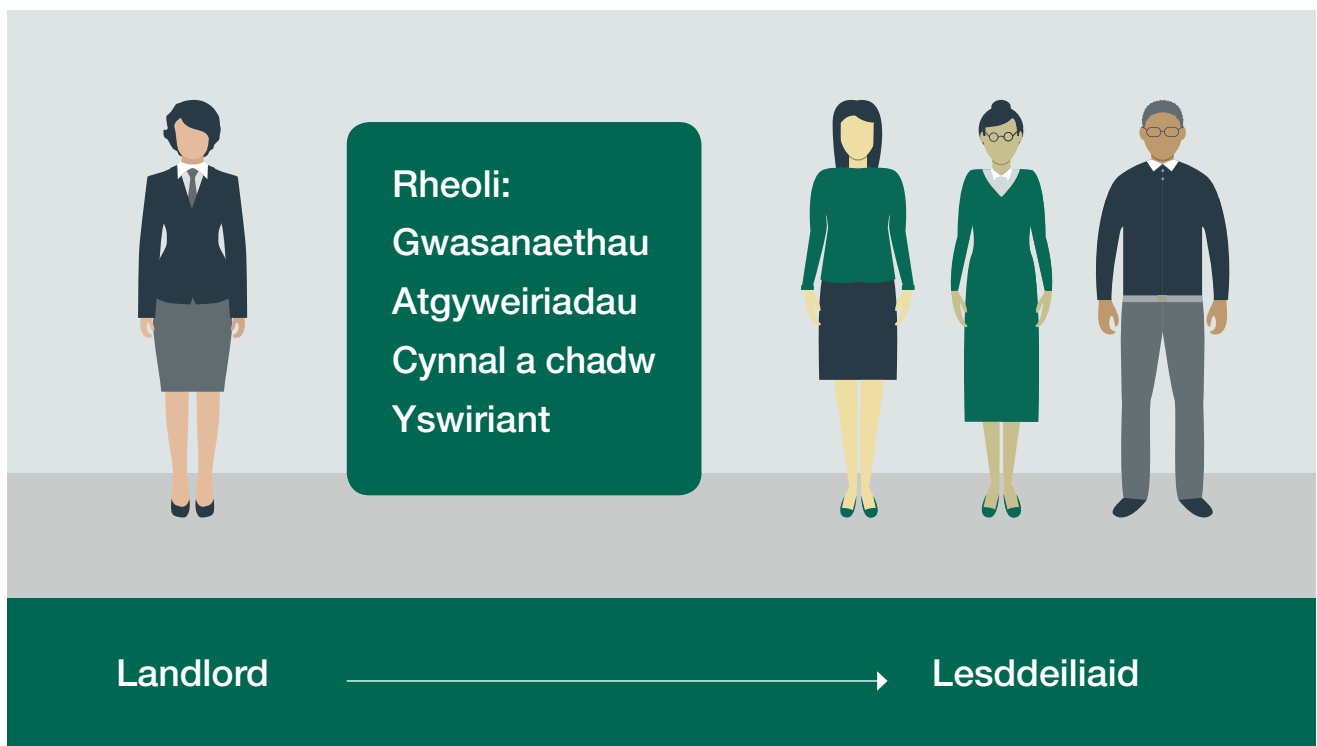 Rheoli:
Gwasanaethau
Atgyweiriadau
Cynnal a chadw
Yswiriant
Landlord
Lesddeiliaid